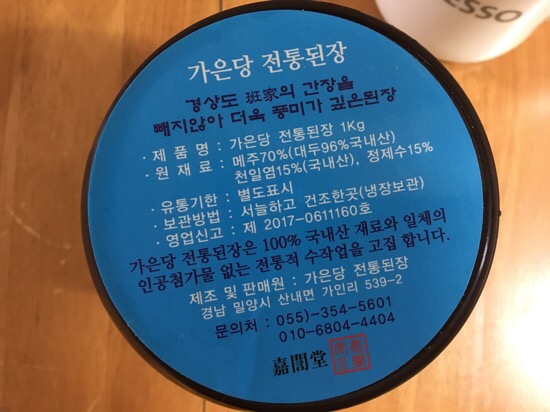 ESSO
가은당 전통된장
경상도 班家의 간장을
빼지않아 더욱 풍미가 깊은된장
· 제 품 명 : 가은당 전통된장 1Kg
· 원 재 료 : 메주70%(대두96%국내산)
천일염15%(국내산), 정제수15%
· 유통기한 : 별도표시
· 보관방법 : 서늘하고 건조한곳(냉장보관)
· 영업신고 : 제 2017-0611160호
가은당 전통된장은 100% 국내산 재료와 일체의
인공첨가물 없는 전통적 수작업을 고집 합니다.
제조 및 판매원 : 가은당 전통된장
경남 밀양시 산내면 가인리 539-2
문의처 : 055)-354-5601
010-6804-4404
嘉誾堂